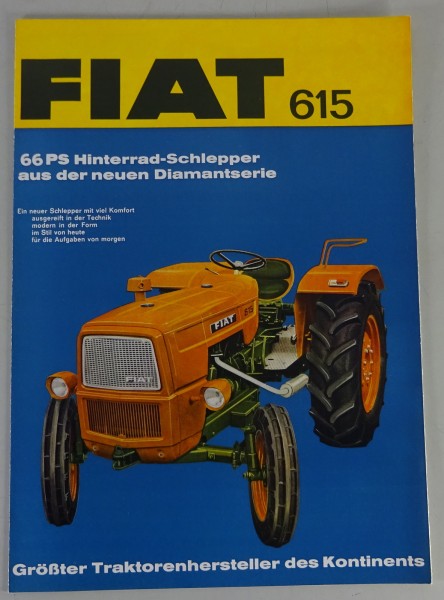 FIAT 615
66 PS Hinterrad-Schlepper
aus der neuen Diamantserie
Ein neuer Schlepper mit viel Komfort
ausgereift in der Technik
modern in der Form
im Stil von heute
für die Aufgaben von morgen
FIAT 615
FIAT
Größter Traktorenhersteller des Kontinents